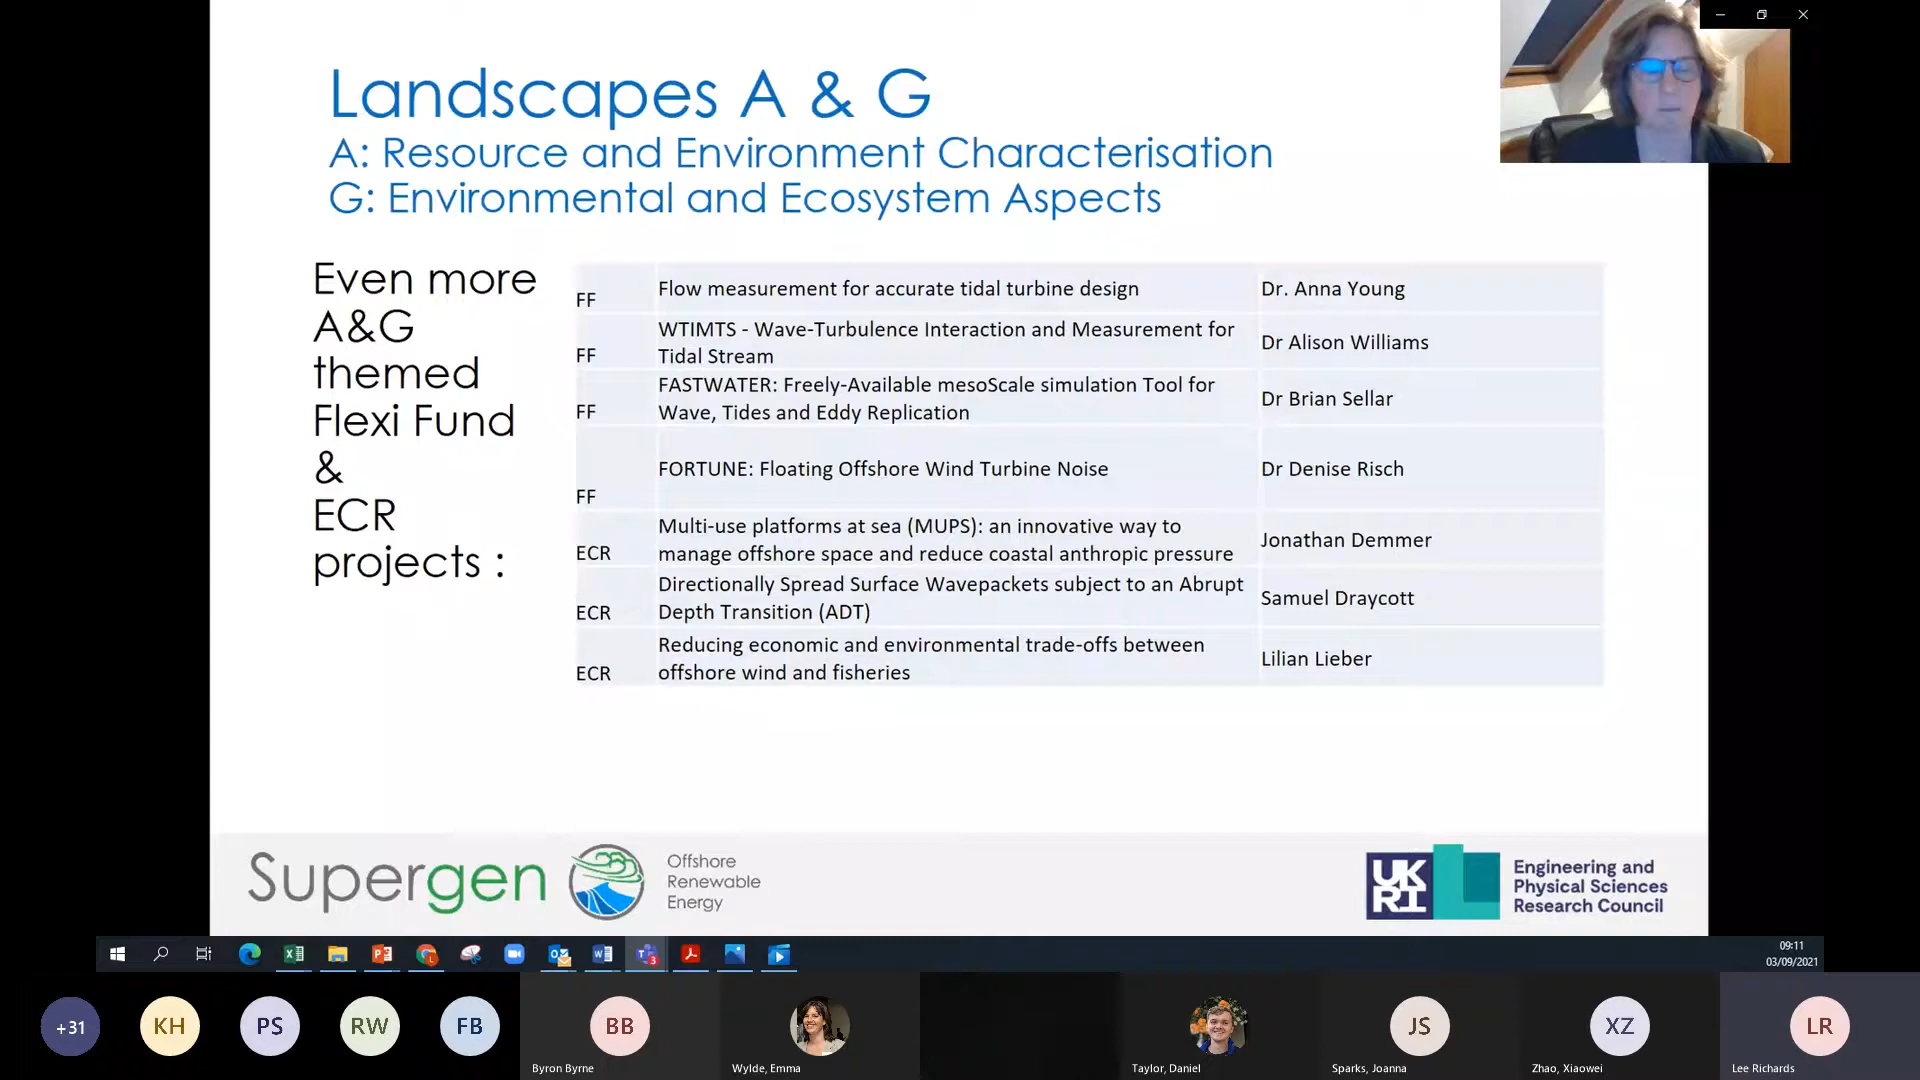 Landscapes A & G
A: Resource and Environment Characterisation
G: Environmental and Ecosystem Aspects
Even more
A&G
themed
Flexi Fund
&
ECR
projects :
FF
Flow measurement for accurate tidal turbine design
Dr. Anna Young
FF
WTIMTS - Wave-Turbulence Interaction and Measurement for
Tidal Stream
Dr Alison Williams
FF
FASTWATER: Freely-Available mesoScale simulation Tool for
Wave, Tides and Eddy Replication
Dr Brian Sellar
FF
FORTUNE: Floating Offshore Wind Turbine Noise
Dr Denise Risch
ECR
Multi-use platforms at sea (MUPS): an innovative way to
manage offshore space and reduce coastal anthropic pressure
Jonathan Demmer
ECR
Directionally Spread Surface Wavepackets subject to an Abrupt
Depth Transition (ADT)
Samuel Draycott
ECR
Reducing economic and environmental trade-offs between
offshore wind and fisheries
Lilian Lieber
Supergen
Offshore
Renewable
Energy
UK
RI
Engineering and
Physical Sciences
Research Council
09:11
03/09/2021
+31
KH
PS
RW
FB
BB
Byron Byrne
Wylde, Emma
Taylor, Daniel
JS
Sparks, Joanna
XZ
Zhao, Xiaowei
LR
Lee Richards